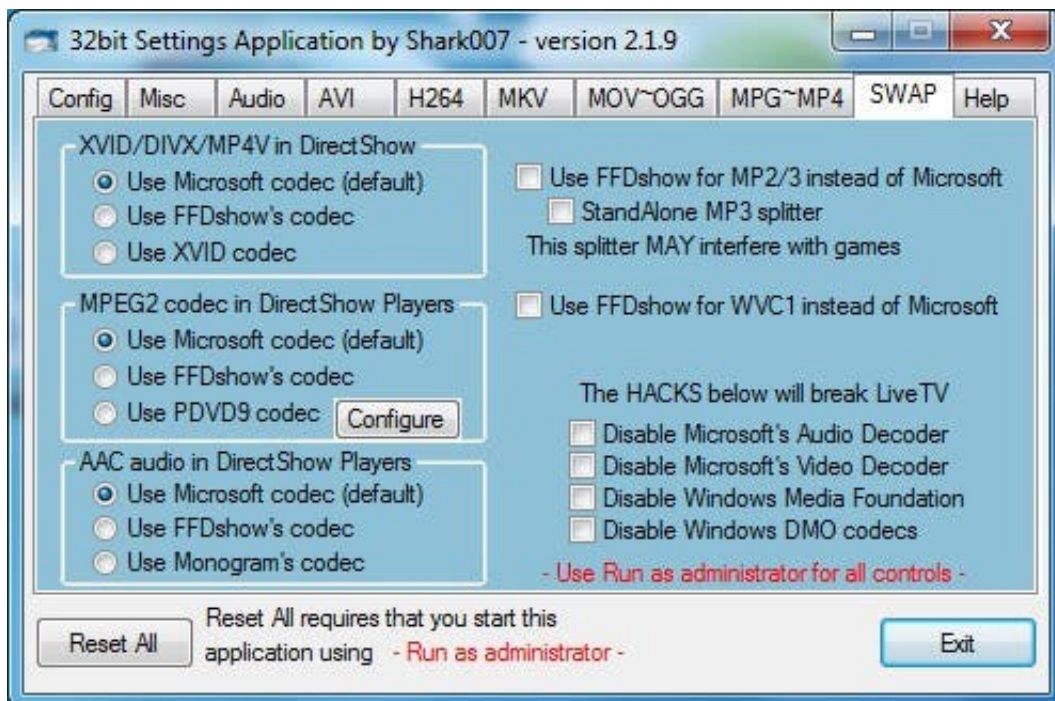 32bit Settings Application by Shark007 - version 2.1.9
Config Misc Audio AVI H264 MKV MOV~OGG MPG~MP4 SWAP Help
XVID/DIVX/MP4V in DirectShow
Use Microsoft codec (default)
Use FFDshow's codec
Use XVID codec
MPEG2 codec in DirectShow Players
Use Microsoft codec (default)
Use FFDshow's codec
Use PDVD9 codec
Configure
AAC audio in DirectShow Players
Use Microsoft codec (default)
Use FFDshow's codec
Use Monogram's codec
Use FFDshow for MP2/3 instead of Microsoft
StandAlone MP3 splitter
This splitter MAY interfere with games
Use FFDshow for WVC1 instead of Microsoft
The HACKS below will break LiveTV
Disable Microsoft's Audio Decoder
Disable Microsoft's Video Decoder
Disable Windows Media Foundation
Disable Windows DMO codecs
- Use Run as administrator for all controls -
Reset All
Reset All requires that you start this
application using - Run as administrator -
Exit